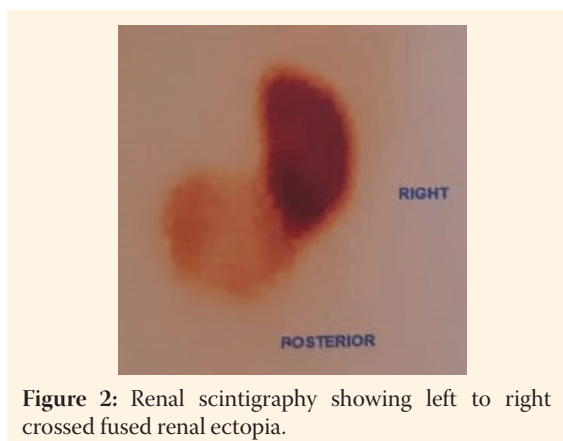 RIGHT
POSTERIOR
Figure 2: Renal scintigraphy showing left to right
crossed fused renal ectopia.